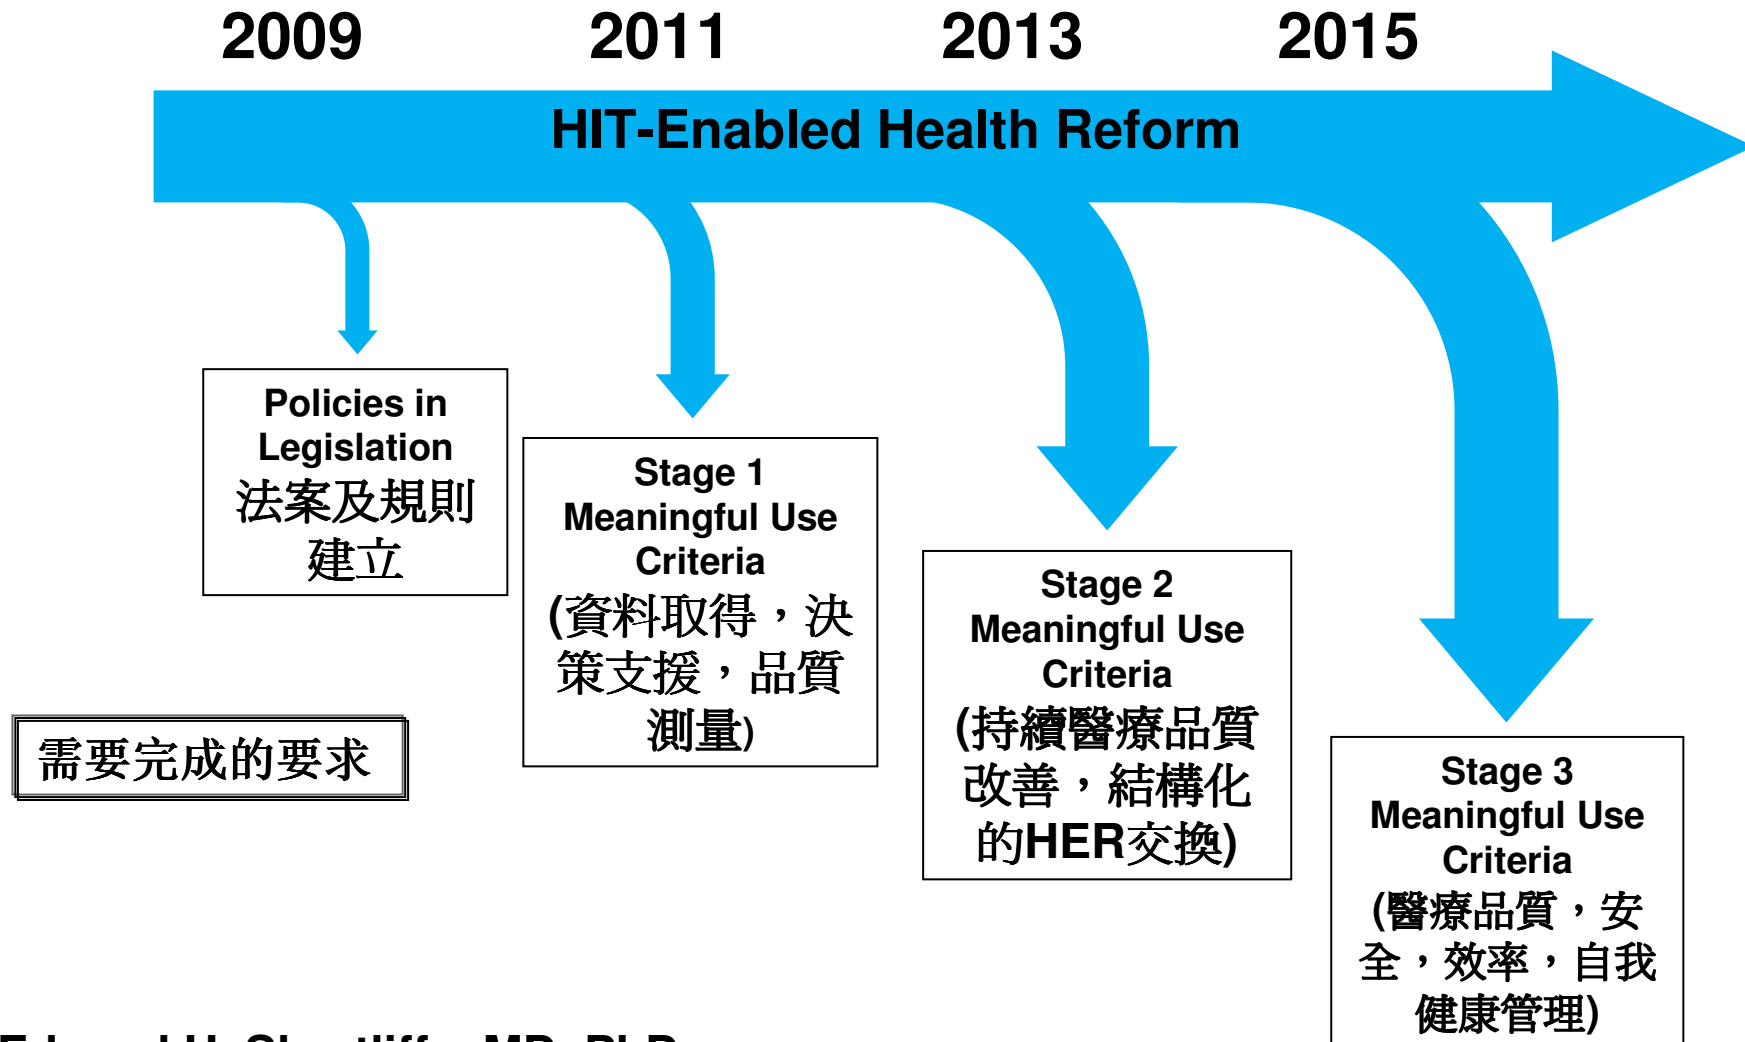 2009 2011 2013 2015
HIT-Enabled Health Reform
Policies in
Legislation
法案及規則
建立
Stage 1
Meaningful Use
Criteria
(資料取得，決
策支援，品質
測量)
Stage 2
Meaningful Use
Criteria
(持續醫療品質
改善，結構化
的HER交換)
Stage 3
Meaningful Use
Criteria
(醫療品質，安
全，效率，自我
健康管理)
需要完成的要求